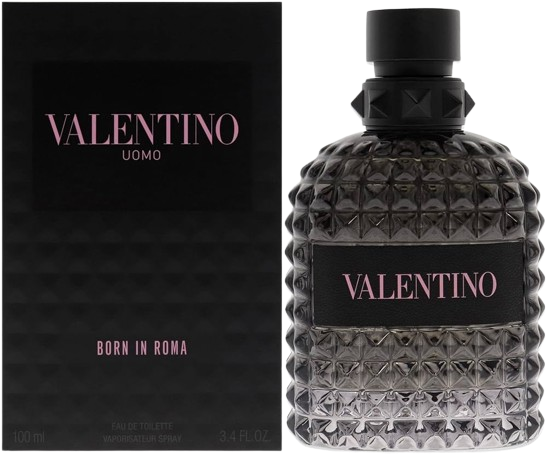 VALENTINO
UOMO
BORN IN ROMA
EAU DE TOILETTE
100 ml VAPORISATEUR SPRAY 3.4 FL.OZ.
VALENTINO